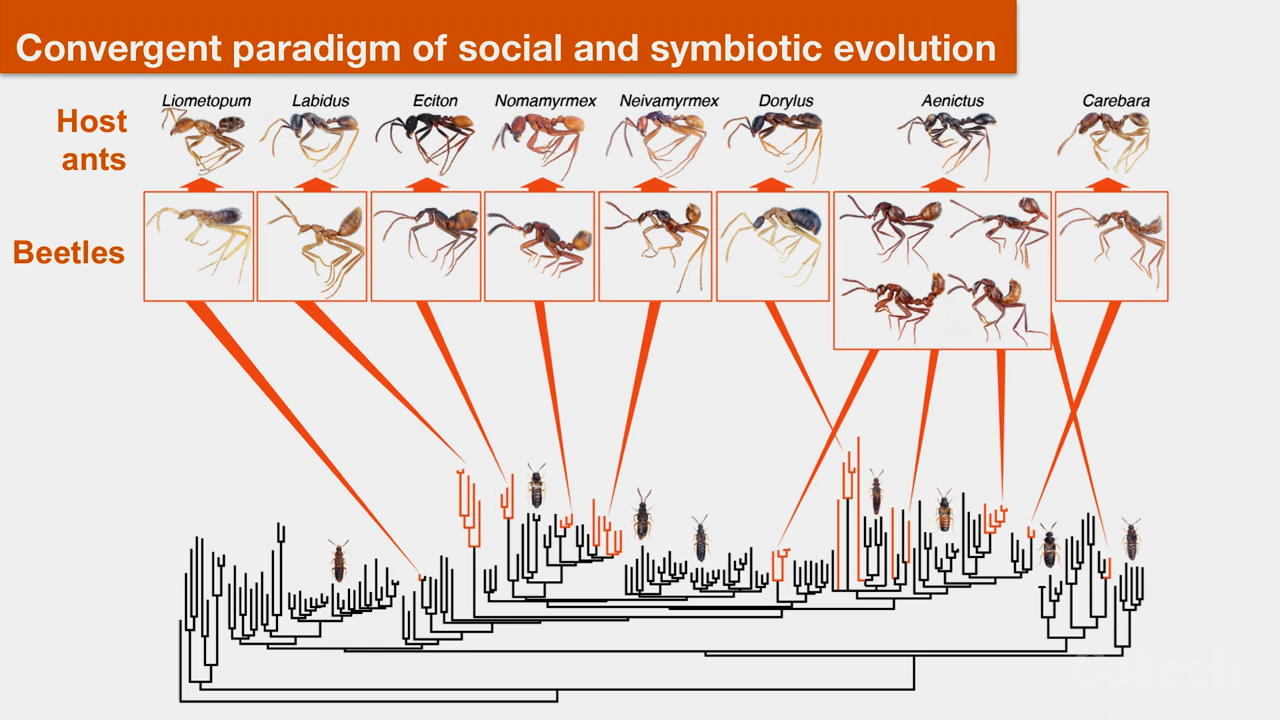 Convergent paradigm of social and symbiotic evolution
Liometopum Labidus Eciton Nomamyrmex Neivamyrmex Dorylus Aenictus Carebara
Host
ants
Beetles